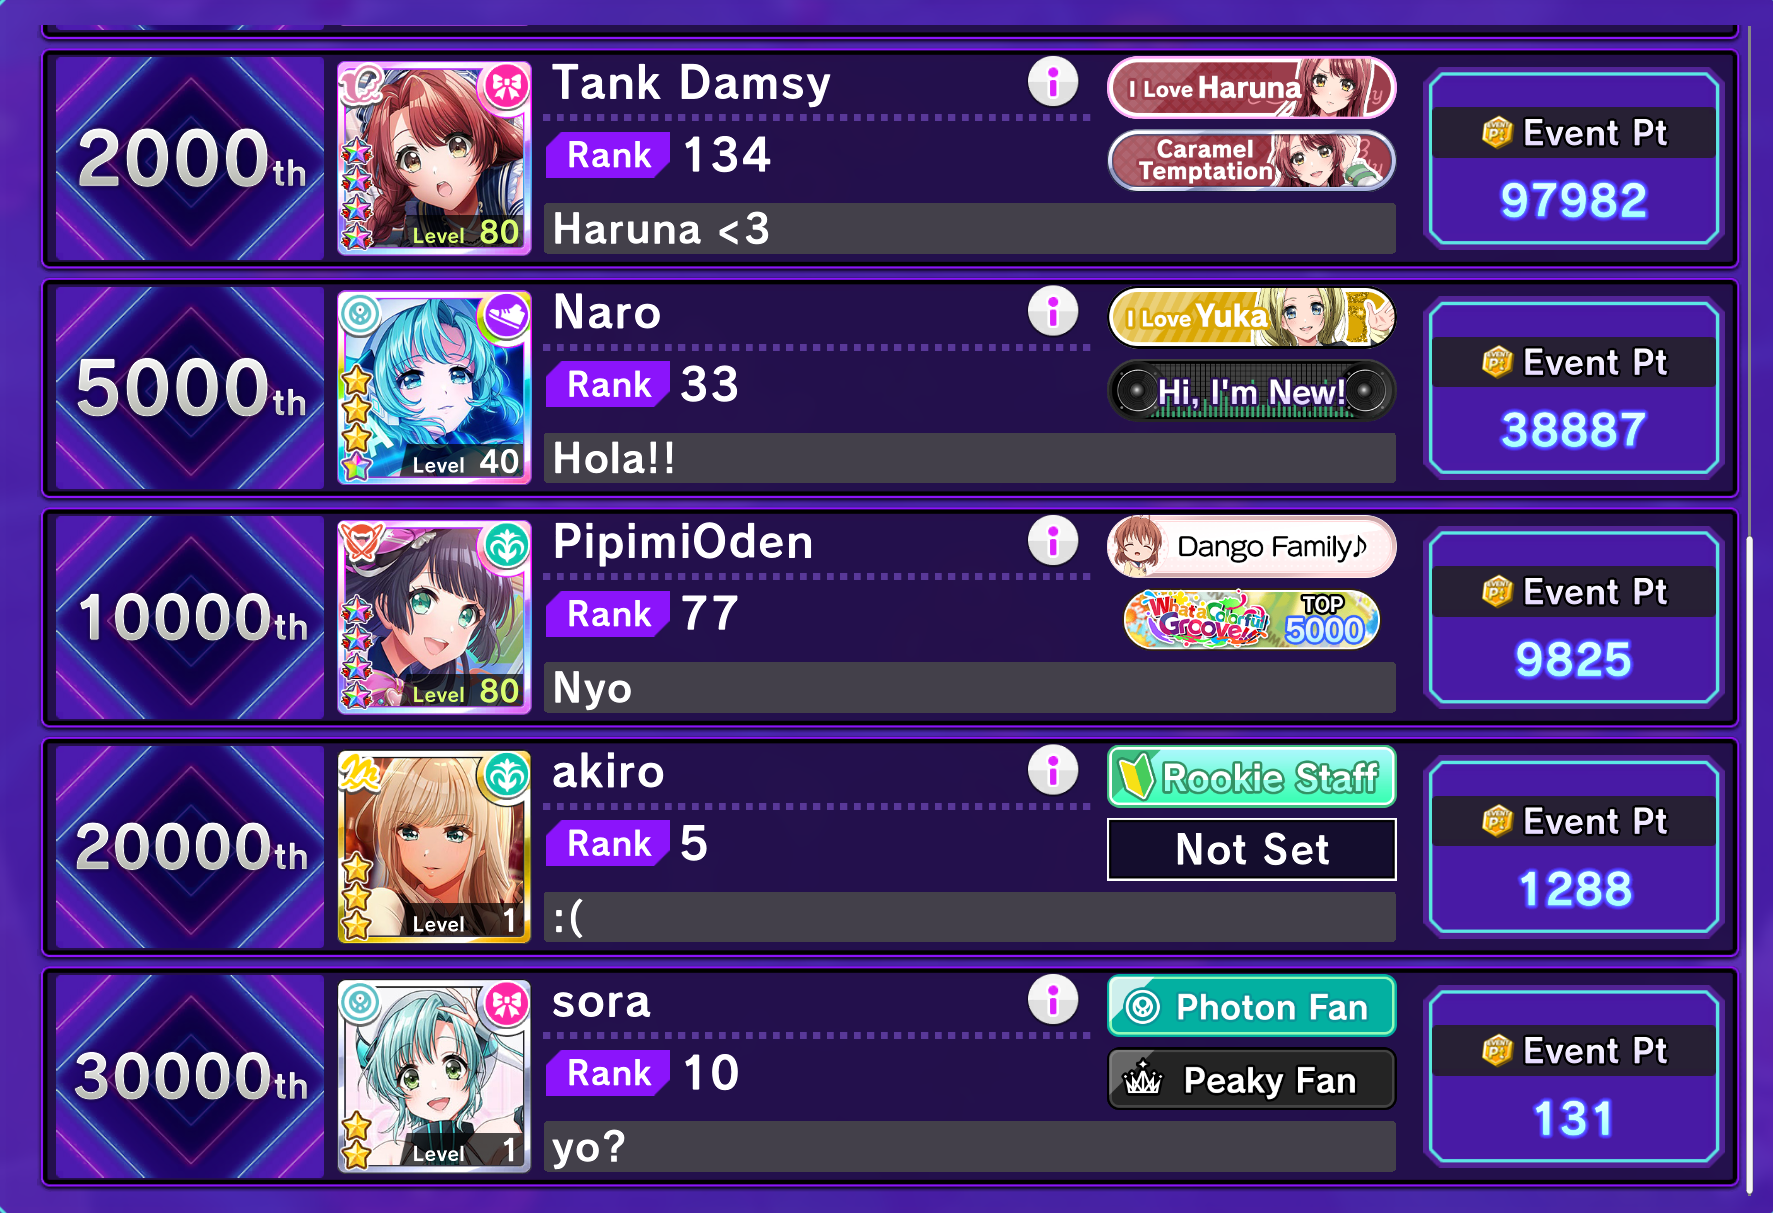 2000th
Tank Damsy
Rank 134
Haruna <3
Level 80
I Love Haruna
Caramel
Temptation
Event Pt
97982
5000th
Naro
Rank 33
Hola!!
Level 40
I Love Yuka
Hi, I'm New!
Event Pt
38887
10000th
PipimiOden
Rank 77
Nyo
Level 80
Dango Family♪
What a Colorful
Groove!!
TOP
5000
Event Pt
9825
20000th
akiro
Rank 5
:(
Level 1
Rookie Staff
Not Set
Event Pt
1288
30000th
sora
Rank 10
yo?
Level 1
Photon Fan
Peaky Fan
Event Pt
131